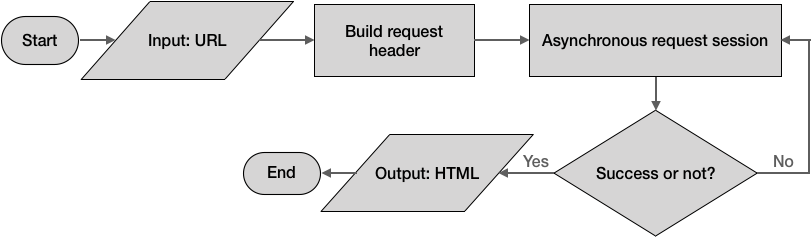 Start
Input: URL
Build request
header
Asynchronous request session
Success or not?
No
Yes
Output: HTML
End